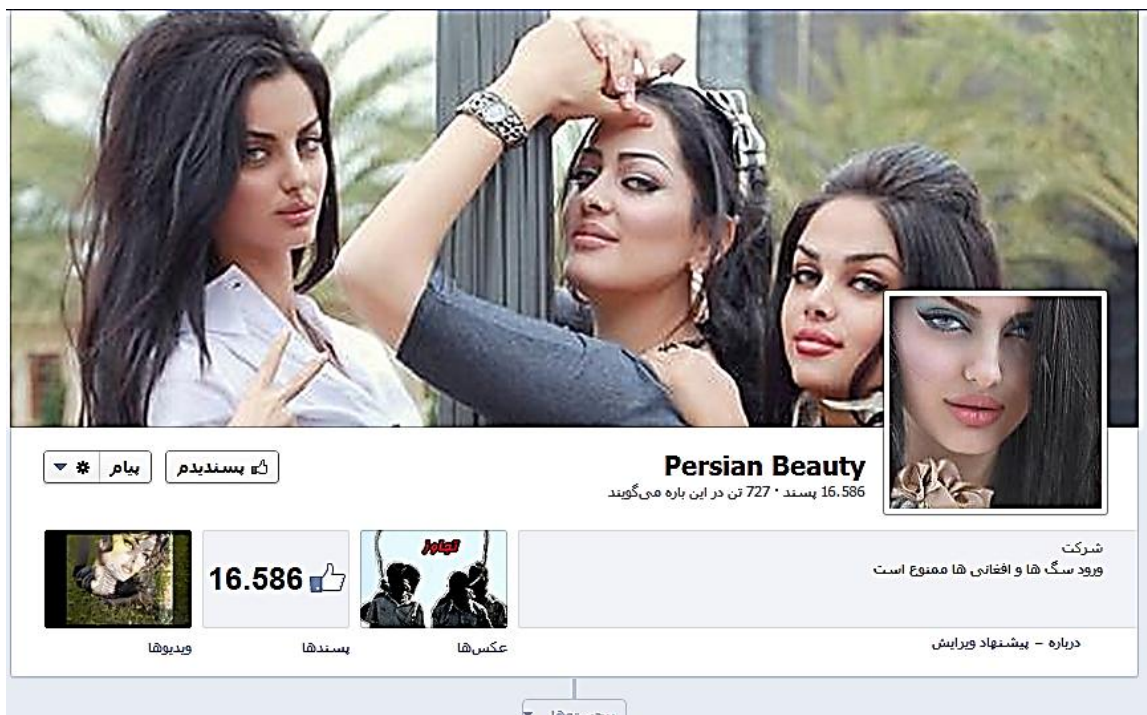 Persian Beauty
16.586 پسند · 727 تن در این باره می‌گویند
پسندیدم
پیام
شرکت
ورود سگ ها و افغانی ها ممنوع است
درباره – پیشنهاد ویرایش
تجاوز
عکس‌ها
16.586
پسندها
ویدیوها